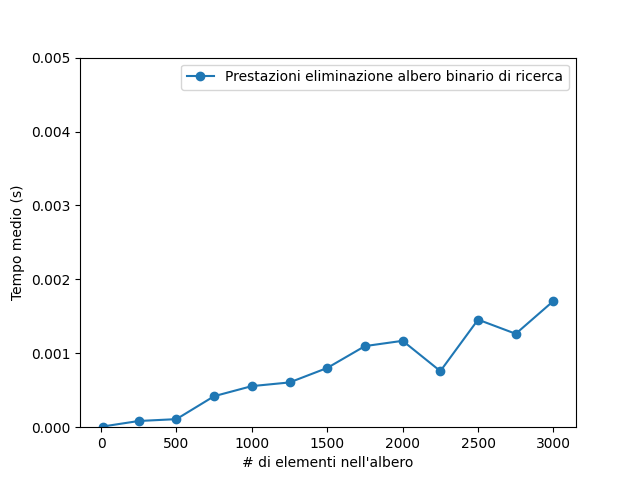 Prestazioni eliminazione albero binario di ricerca
Tempo medio (s)
0.005
0.004
0.003
0.002
0.001
0.000
0 500 1000 1500 2000 2500 3000
# di elementi nell'albero